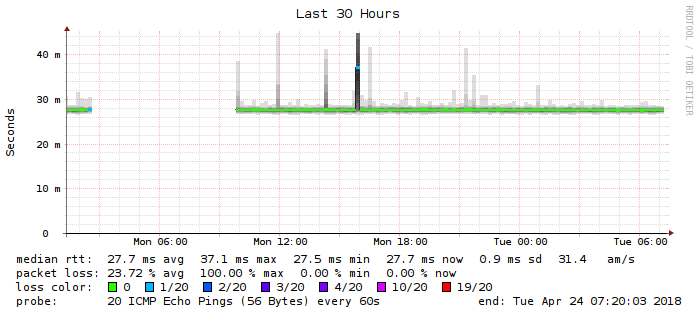 Last 30 Hours
RRDTOOL / TOBI OETIKER
Seconds
40 m
30 m
20 m
10 m
0
Mon 06:00 Mon 12:00 Mon 18:00 Tue 00:00 Tue 06:00
median rtt: 27.7 ms avg 37.1 ms max 27.5 ms min 27.7 ms now 0.9 ms sd 31.4 am/s
packet loss: 23.72 % avg 100.00 % max 0.00 % min 0.00 % now
loss color: 0 1/20 2/20 3/20 4/20 10/20 19/20
probe: 20 ICMP Echo Pings (56 Bytes) every 60s end: Tue Apr 24 07:20:03 2018